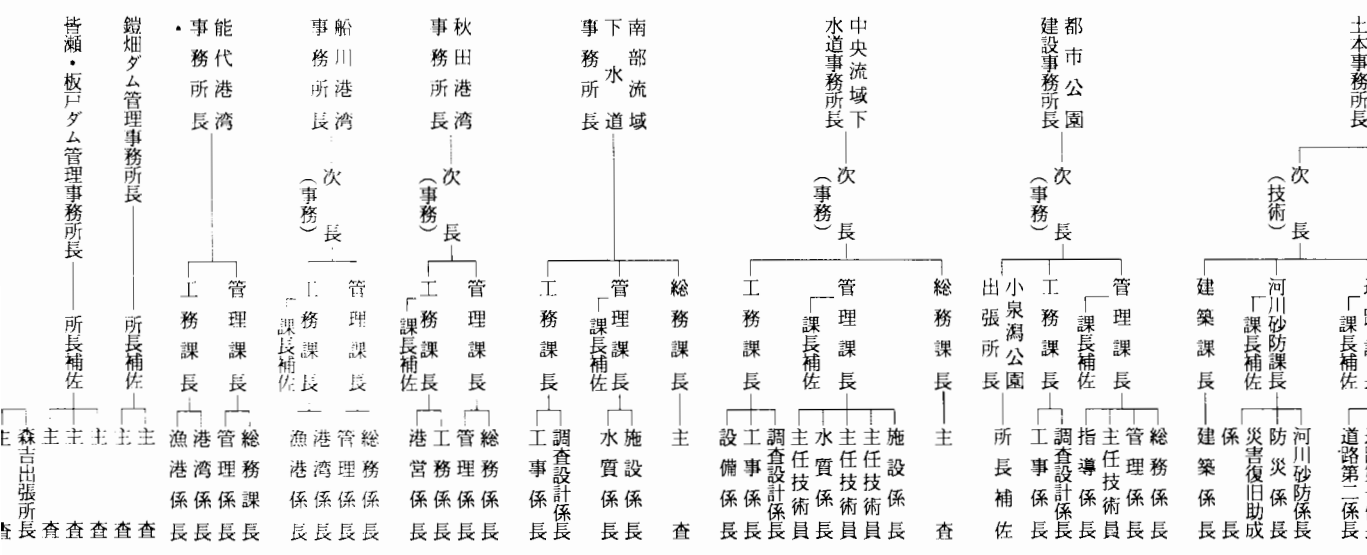 土木事務所長
次長
（技術）
課長補佐
道路第二係長
河川砂防課長
課長補佐
河川砂防係長
防災係長
災害復旧助成係長
建築課長
建築係長
都市公園建設事務所長
次長
（事務）
管理課長
課長補佐
総務係長
管理係長
主任技術員
指導係長
工務課長
調査設計係長
工事係長
小泉潟公園出張所長
所長補佐
中央流域下水道事務所長
次長
（事務）
総務課長
主査
管理課長
課長補佐
施設係長
主任技術員
主任技術員
水質係長
主任技術員
工務課長
調査設計係長
工事係長
設備係長
南部流域下水道事務所長
総務課長
主査
管理課長
課長補佐
施設係長
水質係長
工務課長
調査設計係長
工事係長
秋田港湾事務所長
次長
（事務）
管理課長
総務係長
管理係長
工務課長
課長補佐
工務係長
港営係長
船川港湾事務所長
次長
（事務）
管理課長
総務係長
管理係長
工務課長
課長補佐
港湾係長
漁港係長
能代港湾事務所長
管理課長
総務課長
管理係長
工務課長
港湾係長
漁港係長
鎧畑ダム管理事務所長
所長補佐
主査
主査
皆瀬・板戸ダム管理事務所長
所長補佐
主査
主査
主査
森吉出張所長
主査